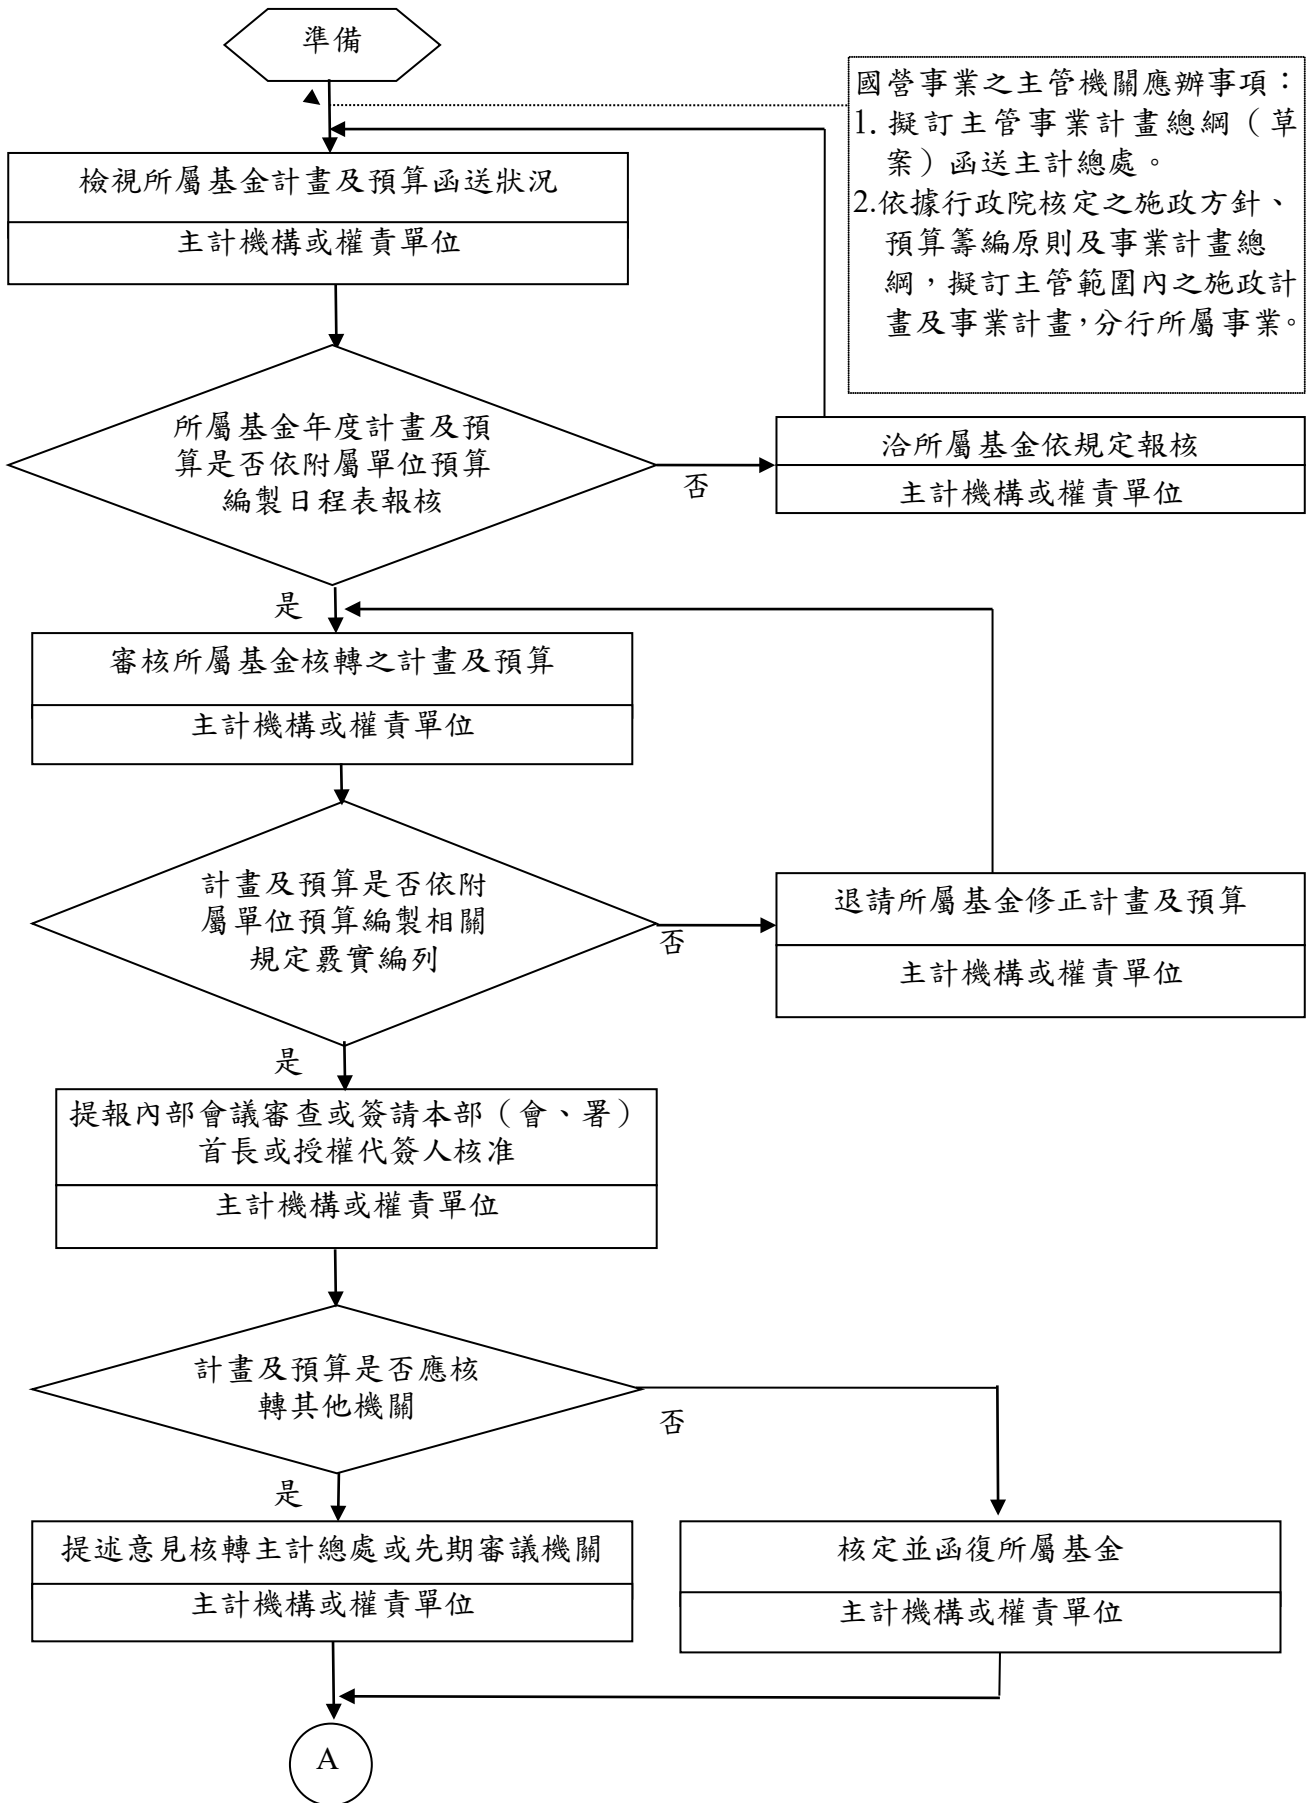 準備
國營事業之主管機關應辦事項：
1. 擬訂主管事業計畫總綱（草
案）函送主計總處。
2.依據行政院核定之施政方針、
預算籌編原則及事業計畫總
綱，擬訂主管範圍內之施政計
畫及事業計畫，分行所屬事業。
檢視所屬基金計畫及預算函送狀況
主計機構或權責單位
所屬基金年度計畫及預
算是否依附屬單位預算
編製日程表報核
否
洽所屬基金依規定報核
主計機構或權責單位
是
審核所屬基金核轉之計畫及預算
主計機構或權責單位
計畫及預算是否依附
屬單位預算編製相關
規定覈實編列
否
退請所屬基金修正計畫及預算
主計機構或權責單位
是
提報內部會議審查或簽請本部（會、署）
首長或授權代簽人核准
主計機構或權責單位
計畫及預算是否應核
轉其他機關
否
是
提述意見核轉主計總處或先期審議機關
主計機構或權責單位
核定並函復所屬基金
主計機構或權責單位
A